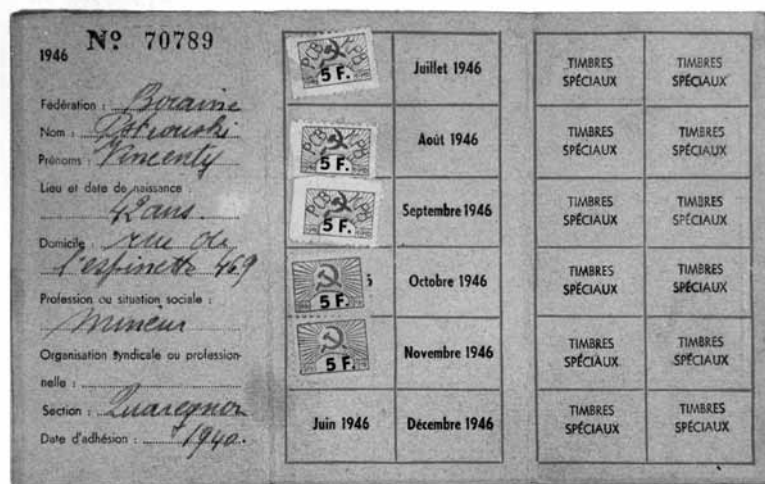 1946 Nº 70789
Fédération : Boraine
Nom : Ostrowski
Prénoms : Vincenty
Lieu et date de naissance :
42 ans.
Domicile : rue de
l'espinette 469
Profession ou situation sociale :
mineur
Organisation syndicale ou profession-
nelle :
Section : Quaregnon
Date d'adhésion : 1940.
PCB KPB
5 F.
Juillet 1946
PCB KPB
5 F.
Août 1946
PCB KPB
5 F.
Septembre 1946
5 F.
Octobre 1946
5 F.
Novembre 1946
Juin 1946
Décembre 1946
TIMBRES TIMBRES
SPÉCIAUX SPÉCIAUX
TIMBRES TIMBRES
SPÉCIAUX SPÉCIAUX
TIMBRES TIMBRES
SPÉCIAUX SPÉCIAUX
TIMBRES TIMBRES
SPÉCIAUX SPÉCIAUX
TIMBRES TIMBRES
SPÉCIAUX SPÉCIAUX
TIMBRES TIMBRES
SPÉCIAUX SPÉCIAUX